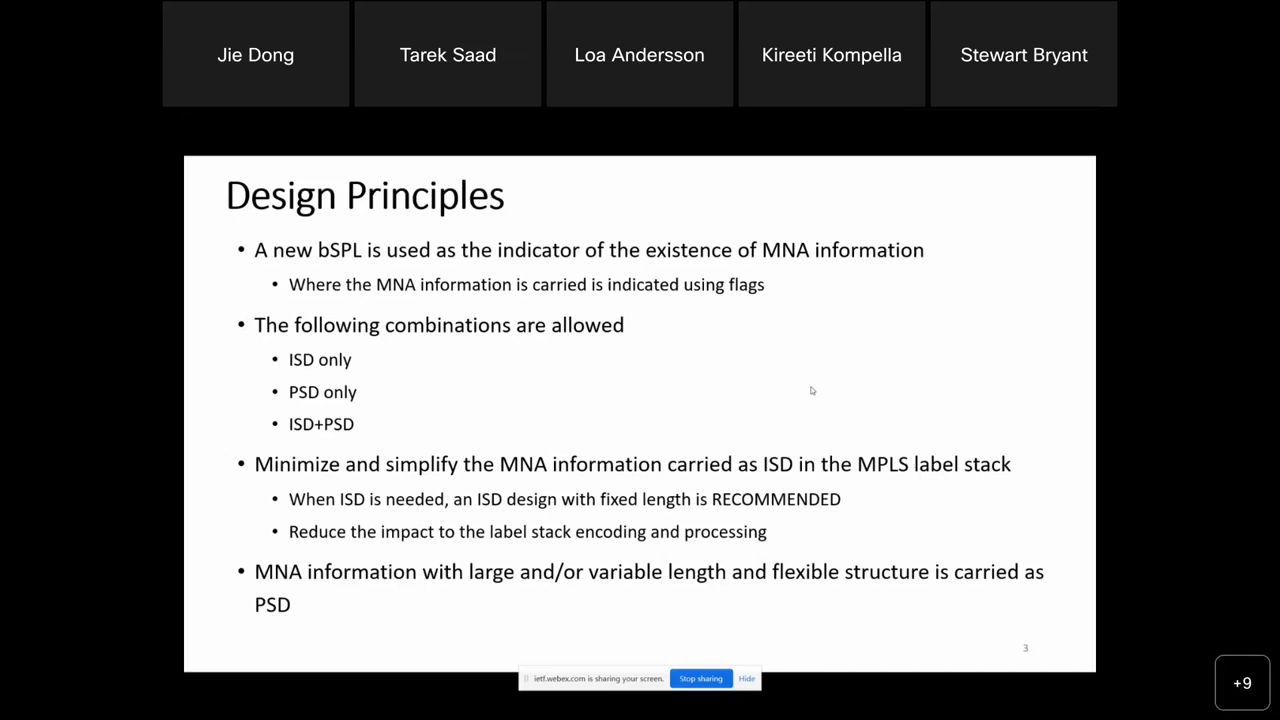 Jie Dong
Tarek Saad
Loa Andersson
Kireeti Kompella
Stewart Bryant
Design Principles
• A new bSPL is used as the indicator of the existence of MNA information
• Where the MNA information is carried is indicated using flags
• The following combinations are allowed
• ISD only
• PSD only
• ISD+PSD
• Minimize and simplify the MNA information carried as ISD in the MPLS label stack
• When ISD is needed, an ISD design with fixed length is RECOMMENDED
• Reduce the impact to the label stack encoding and processing
• MNA information with large and/or variable length and flexible structure is carried as
PSD
3
ietf.webex.com is sharing your screen.
Stop sharing
Hide
+9